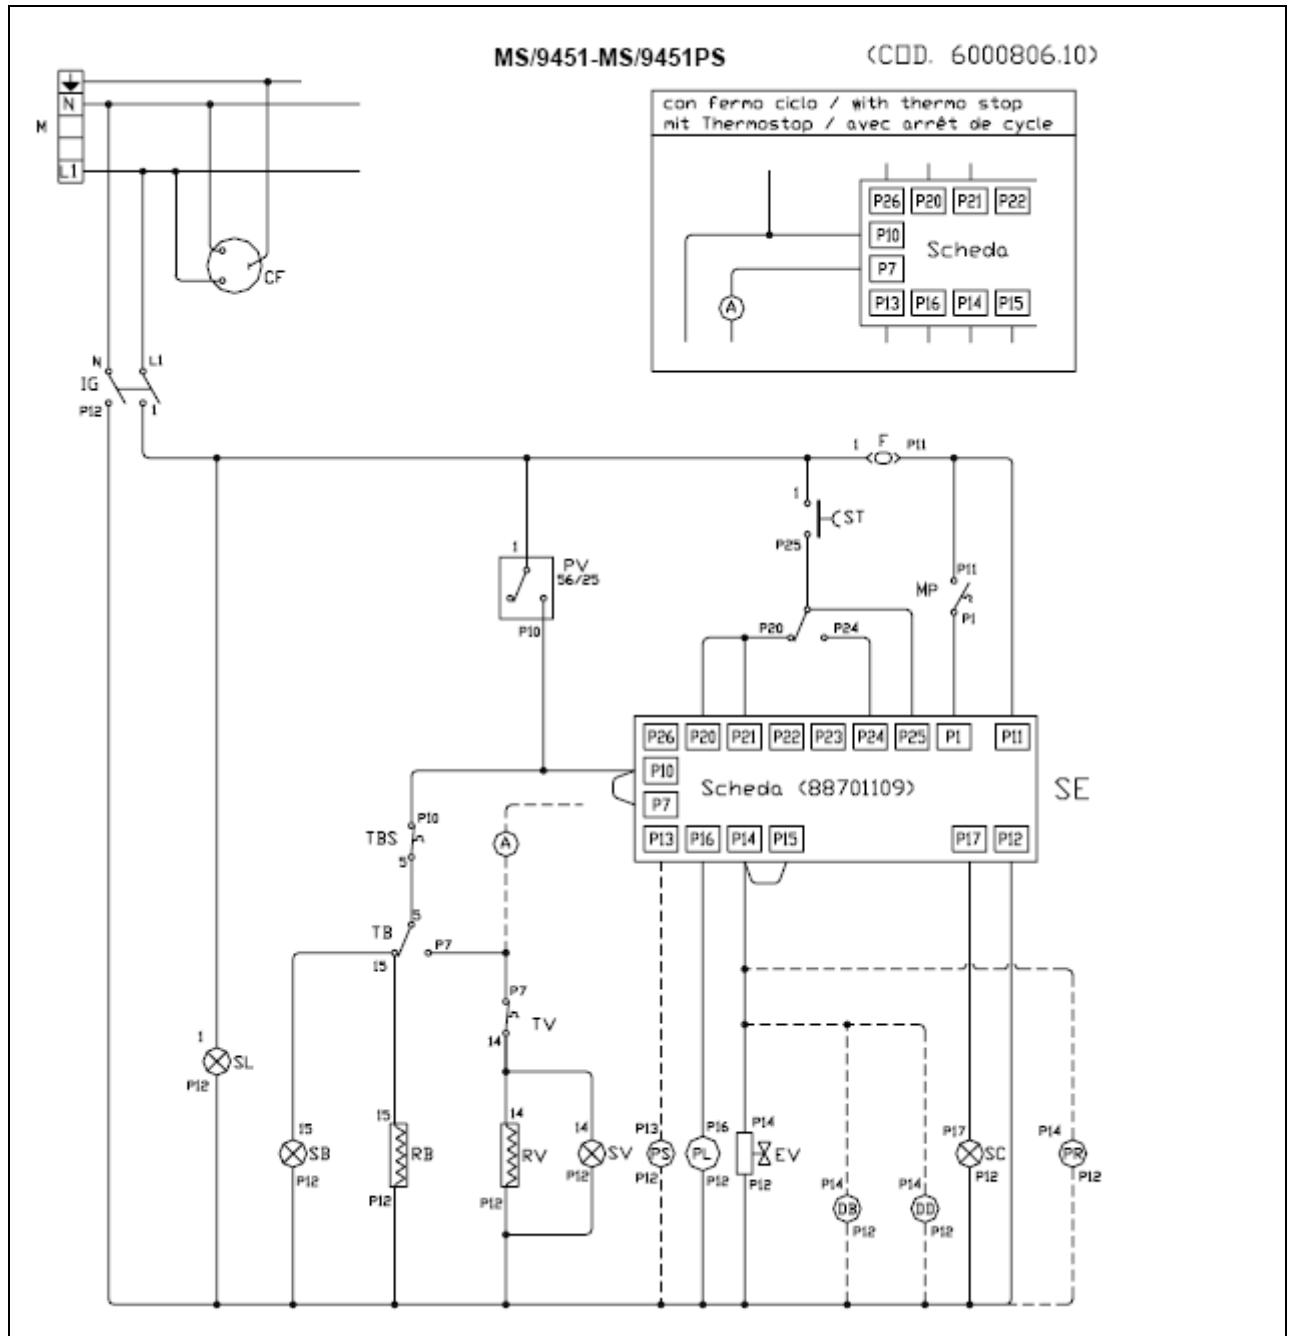 MS/9451-MS/9451PS
(COD. 6000806.10)
con fermo ciclo / with thermo stop
mit Thermostop / avec arrêt de cycle
P26 P20 P21 P22
P10
Scheda
P7
A
P13 P16 P14 P15
M
N
L1
CF
N
L1
IG
P12
1
1
F
P11
1
ST
P25
1
PV
56/25
P10
P11
MP
P1
P20
P24
P26 P20 P21 P22 P23 P24 P25 P1 P11
P10
Scheda (88701109)
SE
P7
P13 P16 P14 P15 P17 P12
P10
TBS
5
A
5
TB
15
P7
P7
TV
14
1
SL
P12
15
SB
P12
15
RB
P12
14
RV
P12
14
SV
P12
P13
PS
P12
P16
PL
P12
P14
EV
P12
P14
DB
P12
P14
DD
P12
P17
SC
P12
P14
PR
P12